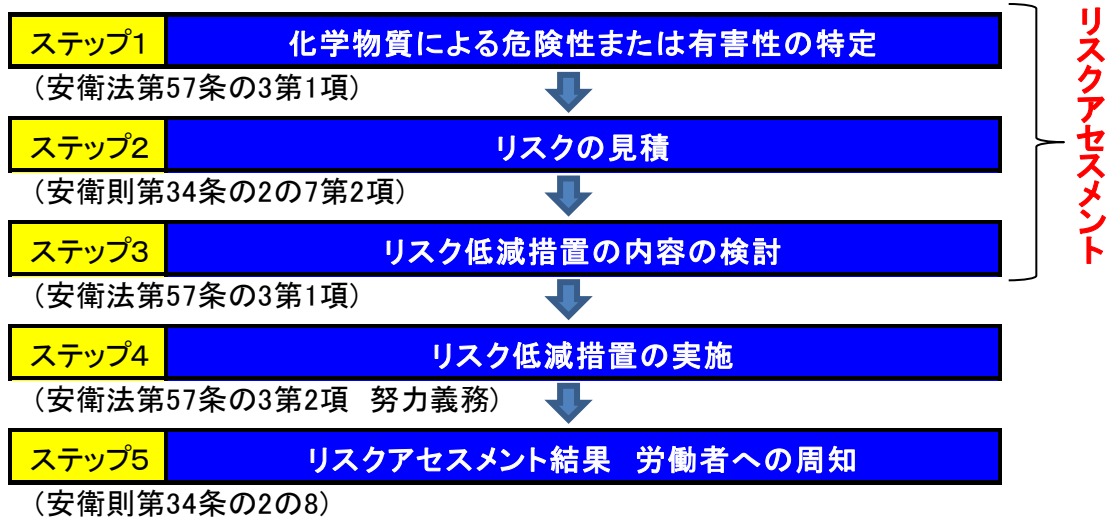 ステップ1 化学物質による危険性または有害性の特定
（安衛法第57条の3第1項）
ステップ2 リスクの見積
（安衛則第34条の2の7第2項）
ステップ3 リスク低減措置の内容の検討
（安衛法第57条の3第1項）
ステップ4 リスク低減措置の実施
（安衛法第57条の3第2項　努力義務）
ステップ5 リスクアセスメント結果　労働者への周知
（安衛則第34条の2の8）
リスクアセスメント